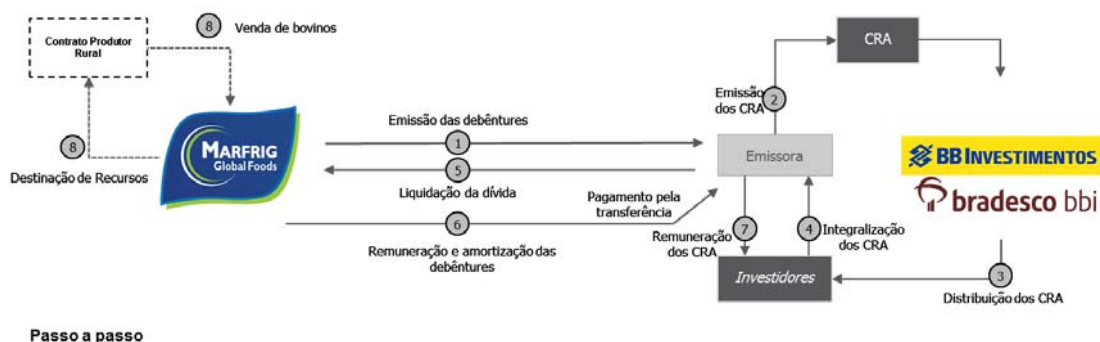 8
Venda de bovinos
Contrato Produtor
Rural
CRA
2
Emissão
dos CRA
Emissão das debêntures
1
MARFRIG
Global Foods
8
Destinação de Recursos
Emissora
BB INVESTIMENTOS
bradesco bbi
5
Liquidação da dívida
Pagamento pela
transferência
6
Remuneração e amortização das
debêntures
7
Remuneração
dos CRA
4
Integralização
dos CRA
Investidores
3
Distribuição dos CRA
Passo a passo